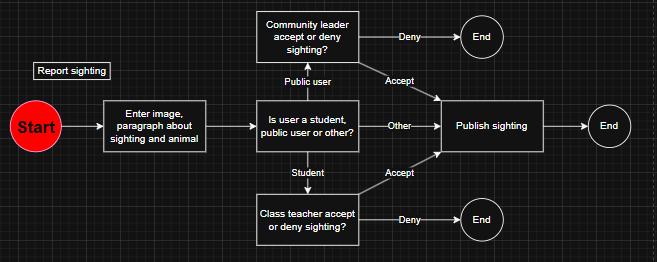 Community leader
accept or deny
sighting?
Deny
End
Report sighting
Public user
Accept
Start
Enter image,
paragraph about
sighting and animal
Is user a student,
public user or other?
Other
Publish sighting
End
Student
Accept
Class teacher accept
or deny sighting?
Deny
End